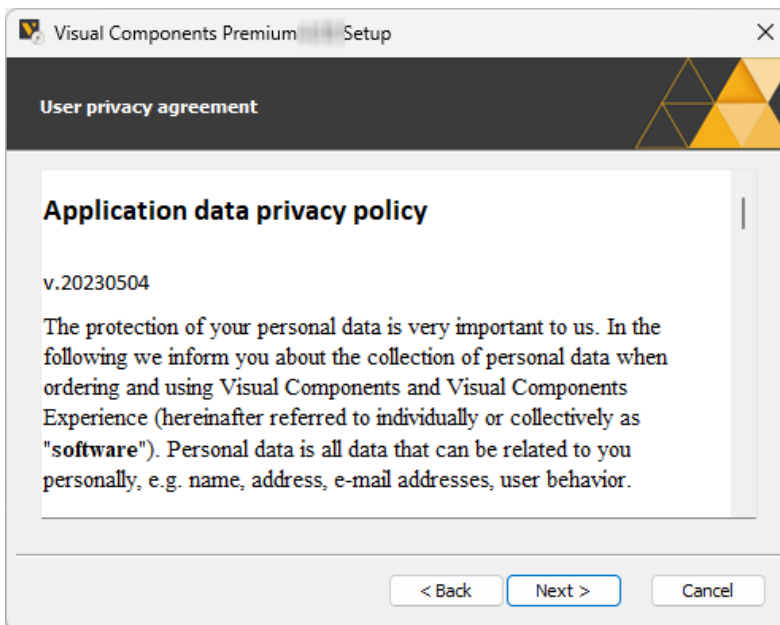 Visual Components Premium Setup
User privacy agreement
Application data privacy policy
v.20230504
The protection of your personal data is very important to us. In the
following we inform you about the collection of personal data when
ordering and using Visual Components and Visual Components
Experience (hereinafter referred to individually or collectively as
"software"). Personal data is all data that can be related to you
personally, e.g. name, address, e-mail addresses, user behavior.
< Back Next > Cancel